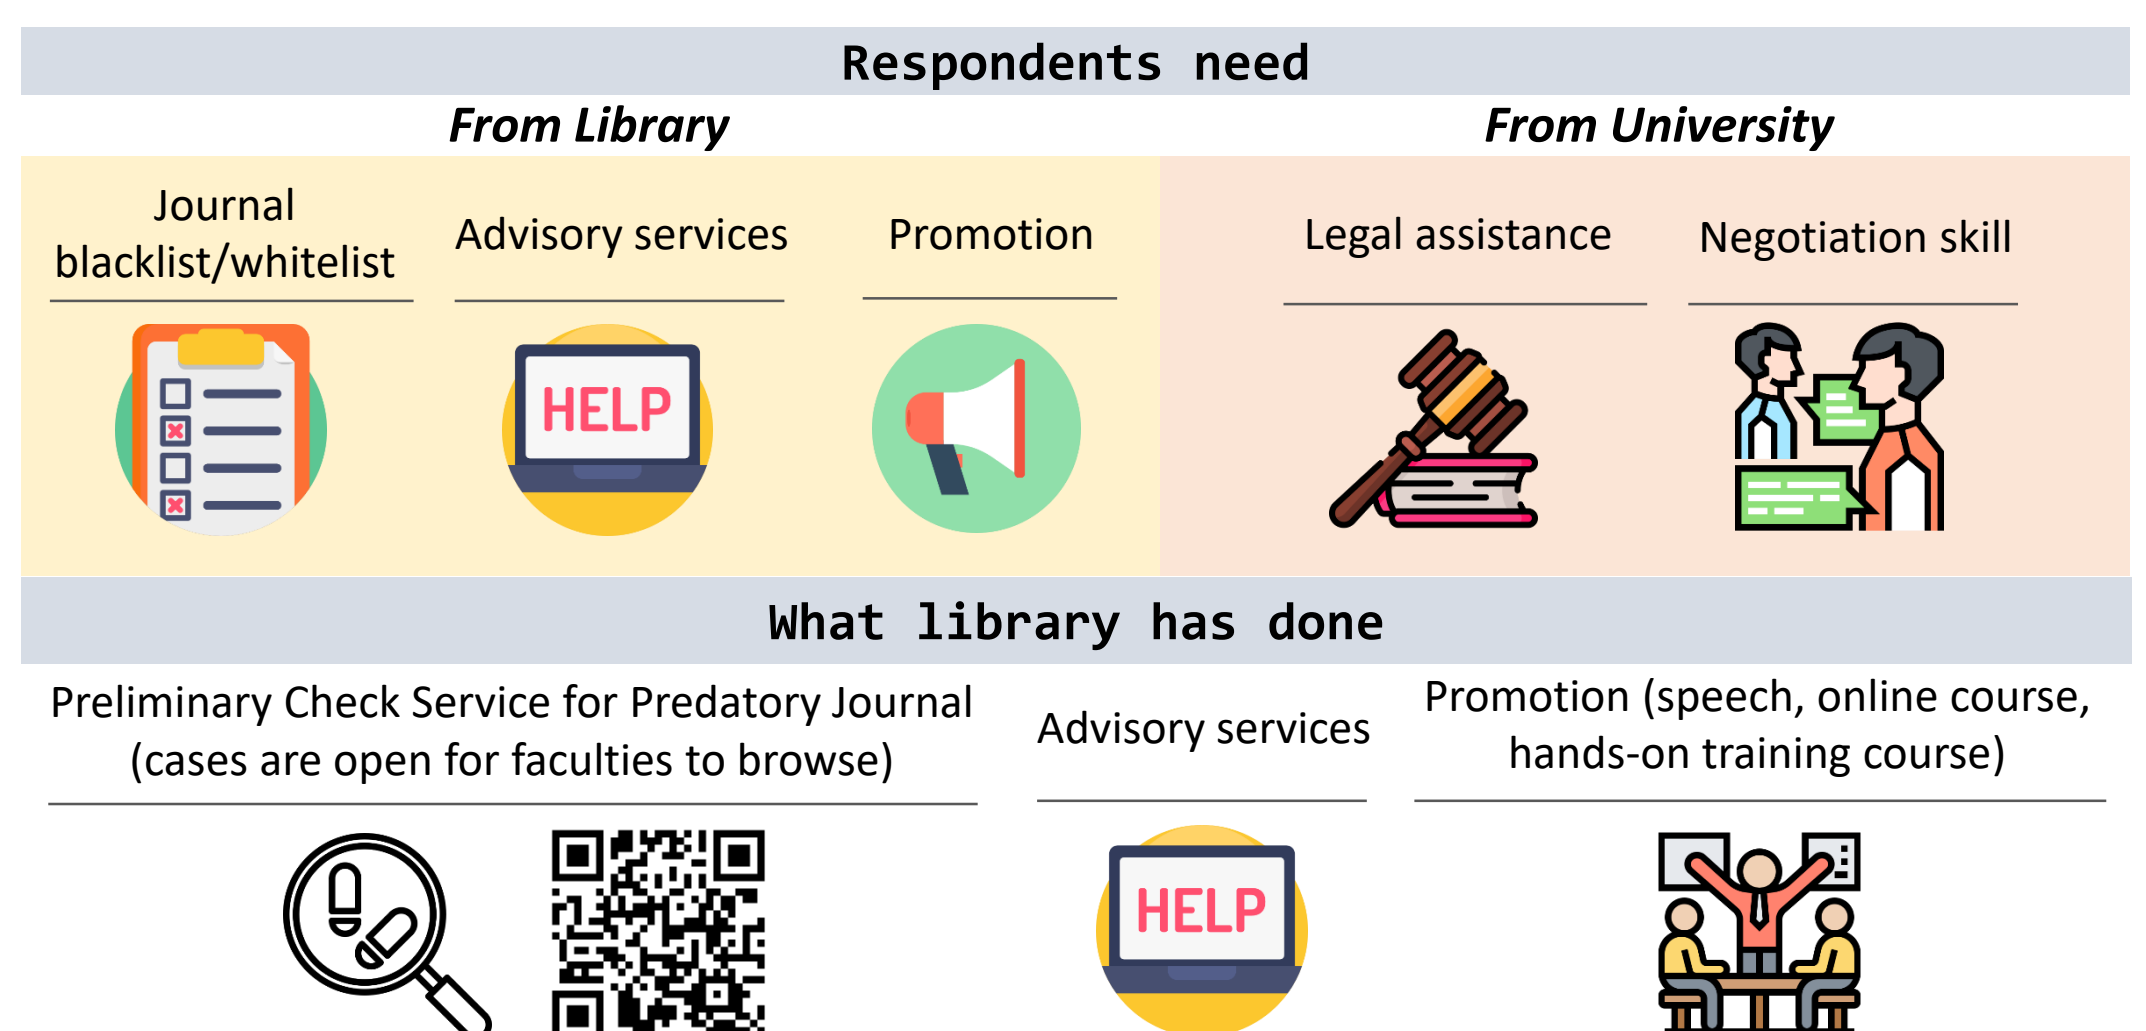 Respondents need
From Library
From University
Journal
blacklist/whitelist
Advisory services
Promotion
Legal assistance
Negotiation skill
HELP
What library has done
Preliminary Check Service for Predatory Journal
(cases are open for faculties to browse)
Advisory services
Promotion (speech, online course,
hands-on training course)
HELP